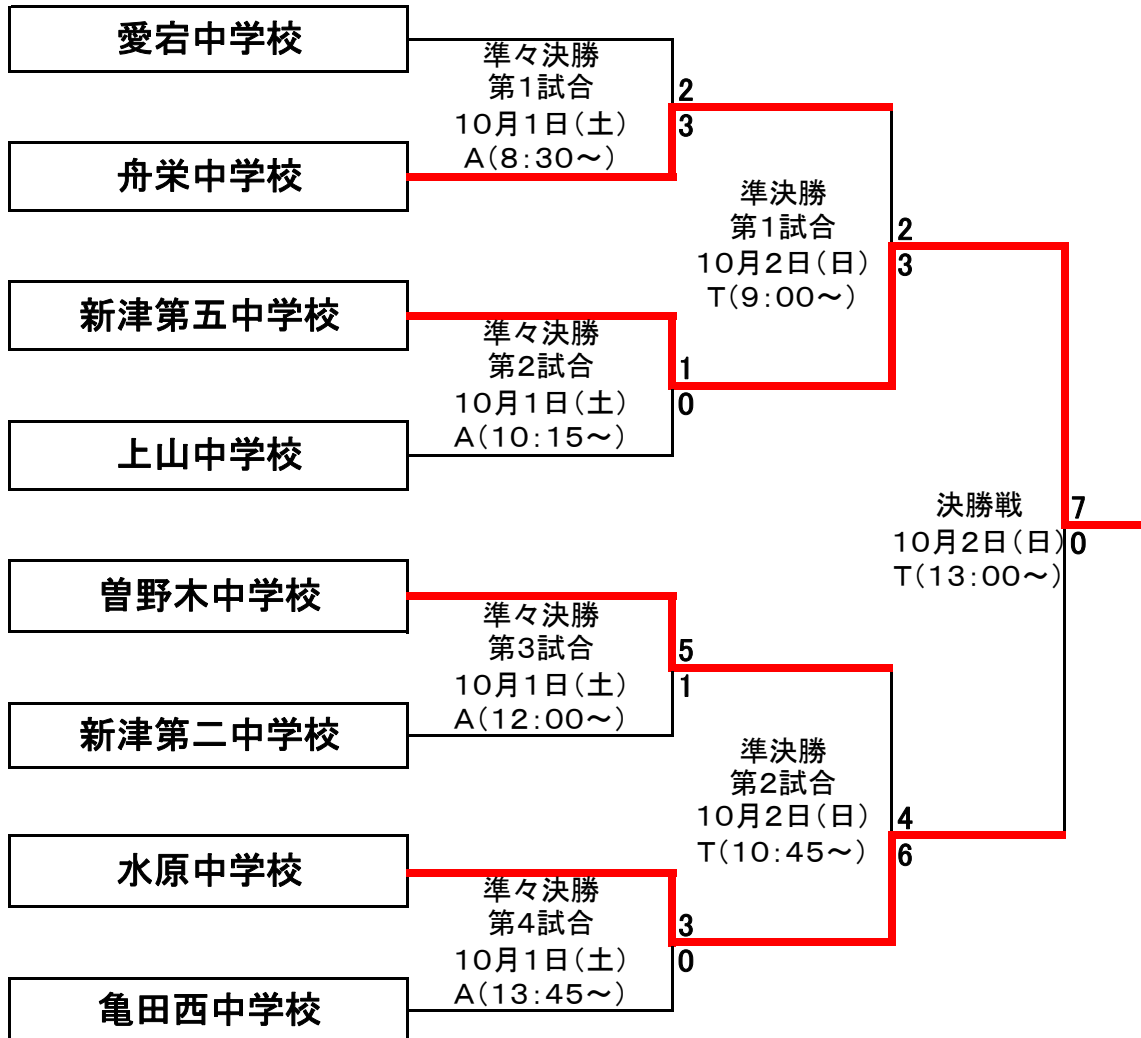 愛宕中学校
準々決勝
第1試合
10月1日(土)
A(8:30～)
2
3
舟栄中学校
準決勝
第1試合
10月2日(日)
T(9:00～)
2
3
新津第五中学校
準々決勝
第2試合
10月1日(土)
A(10:15～)
1
0
上山中学校
決勝戦
10月2日(日)
T(13:00～)
7
0
曽野木中学校
準々決勝
第3試合
10月1日(土)
A(12:00～)
5
1
新津第二中学校
準決勝
第2試合
10月2日(日)
T(10:45～)
4
6
水原中学校
準々決勝
第4試合
10月1日(土)
A(13:45～)
3
0
亀田西中学校